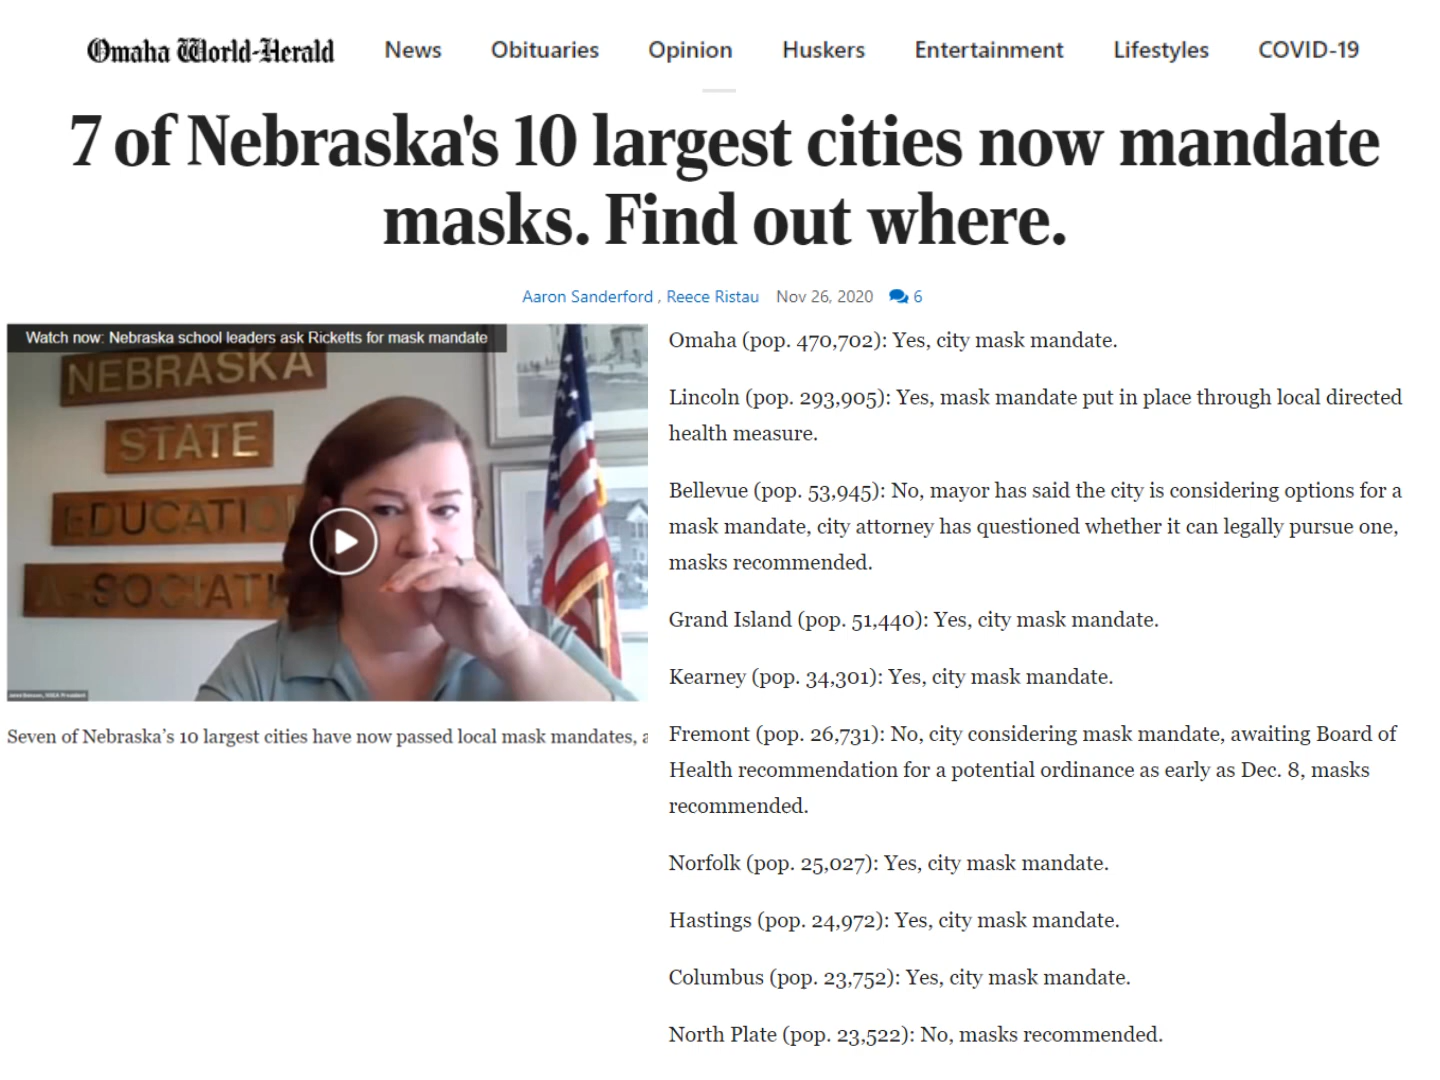 Omaha World-Herald
News
Obituaries
Opinion
Huskers
Entertainment
Lifestyles
COVID-19
7 of Nebraska's 10 largest cities now mandate
masks. Find out where.
Aaron Sanderford , Reece Ristau Nov 26, 2020 6
Watch now: Nebraska school leaders ask Ricketts for mask mandate
NEBRASKA
STATE
EDUCATIO
A-SOCIATI
Seven of Nebraska’s 10 largest cities have now passed local mask mandates, a
Omaha (pop. 470,702): Yes, city mask mandate.
Lincoln (pop. 293,905): Yes, mask mandate put in place through local directed
health measure.
Bellevue (pop. 53,945): No, mayor has said the city is considering options for a
mask mandate, city attorney has questioned whether it can legally pursue one,
masks recommended.
Grand Island (pop. 51,440): Yes, city mask mandate.
Kearney (pop. 34,301): Yes, city mask mandate.
Fremont (pop. 26,731): No, city considering mask mandate, awaiting Board of
Health recommendation for a potential ordinance as early as Dec. 8, masks
recommended.
Norfolk (pop. 25,027): Yes, city mask mandate.
Hastings (pop. 24,972): Yes, city mask mandate.
Columbus (pop. 23,752): Yes, city mask mandate.
North Plate (pop. 23,522): No, masks recommended.